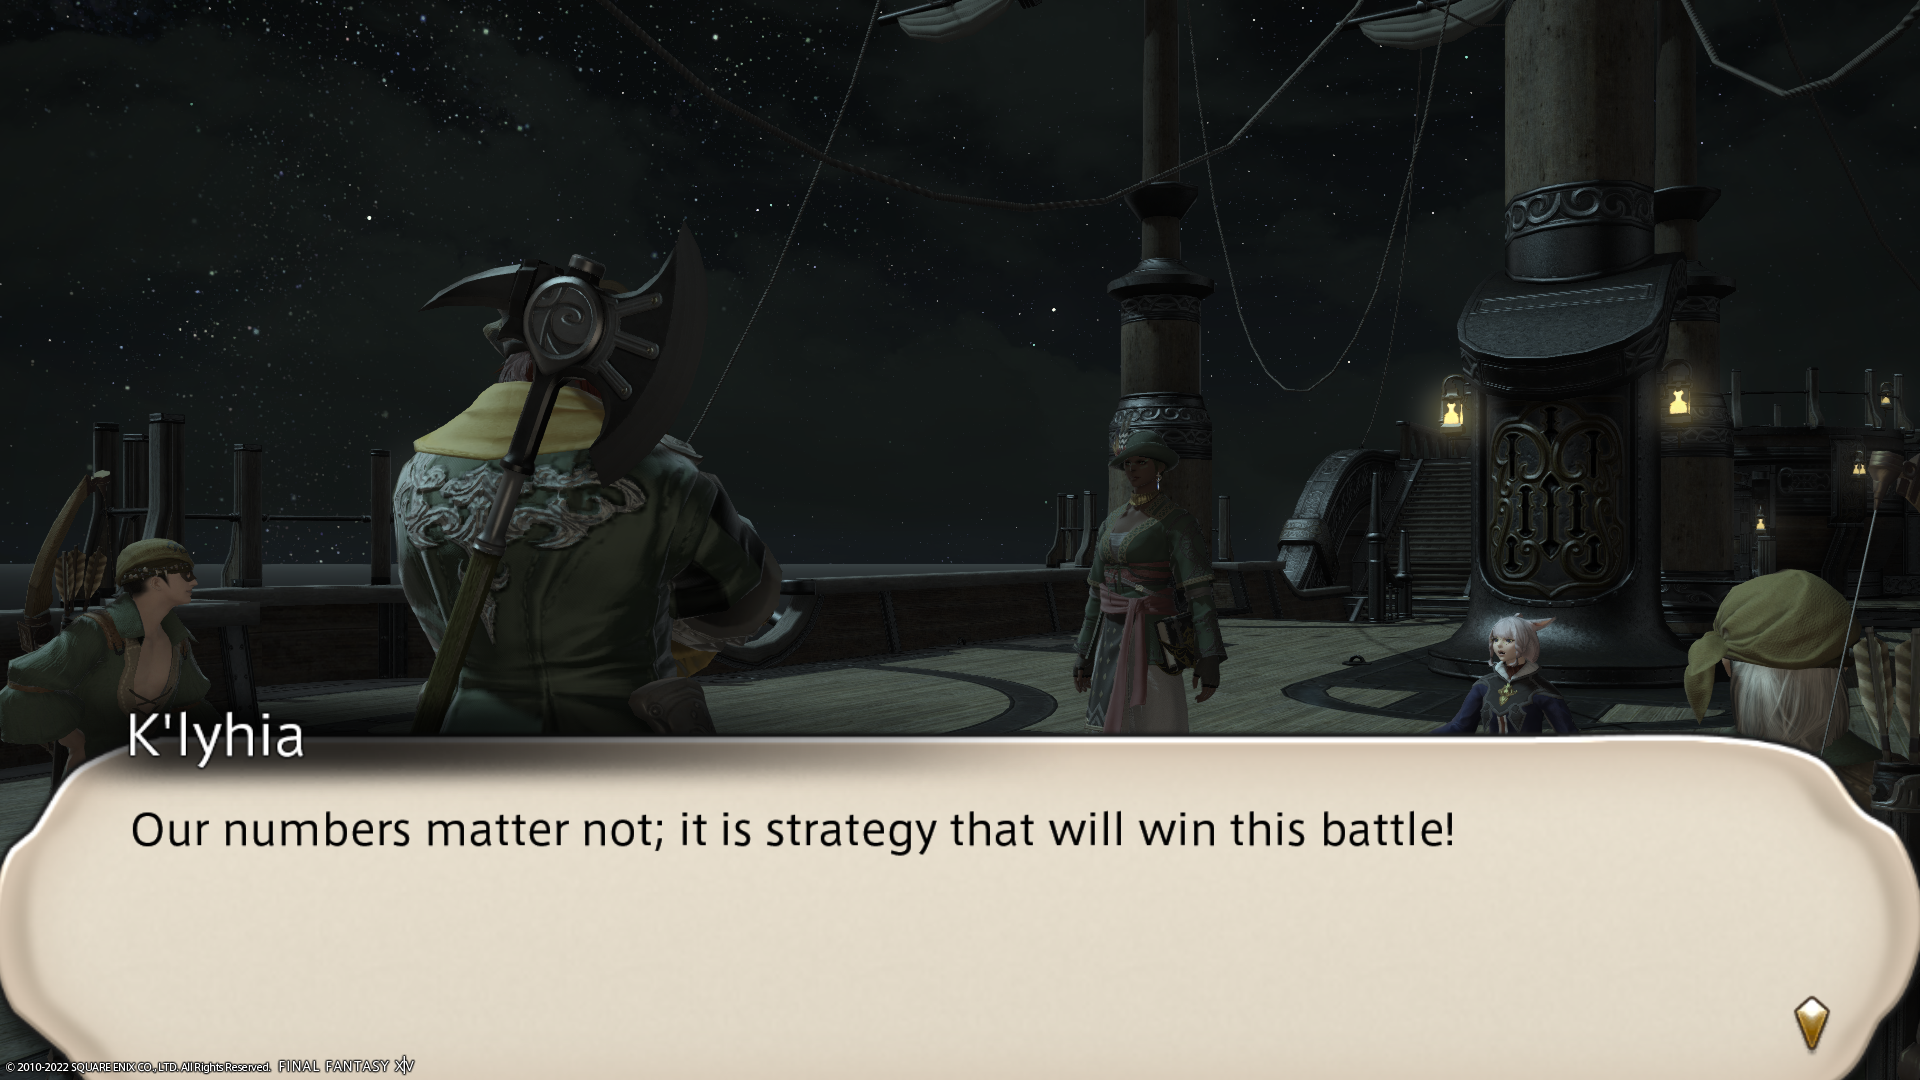 K'lyhia
Our numbers matter not; it is strategy that will win this battle!
© 2010-2022 SQUARE ENIX CO., LTD. All Rights Reserved. FINAL FANTASY XIV